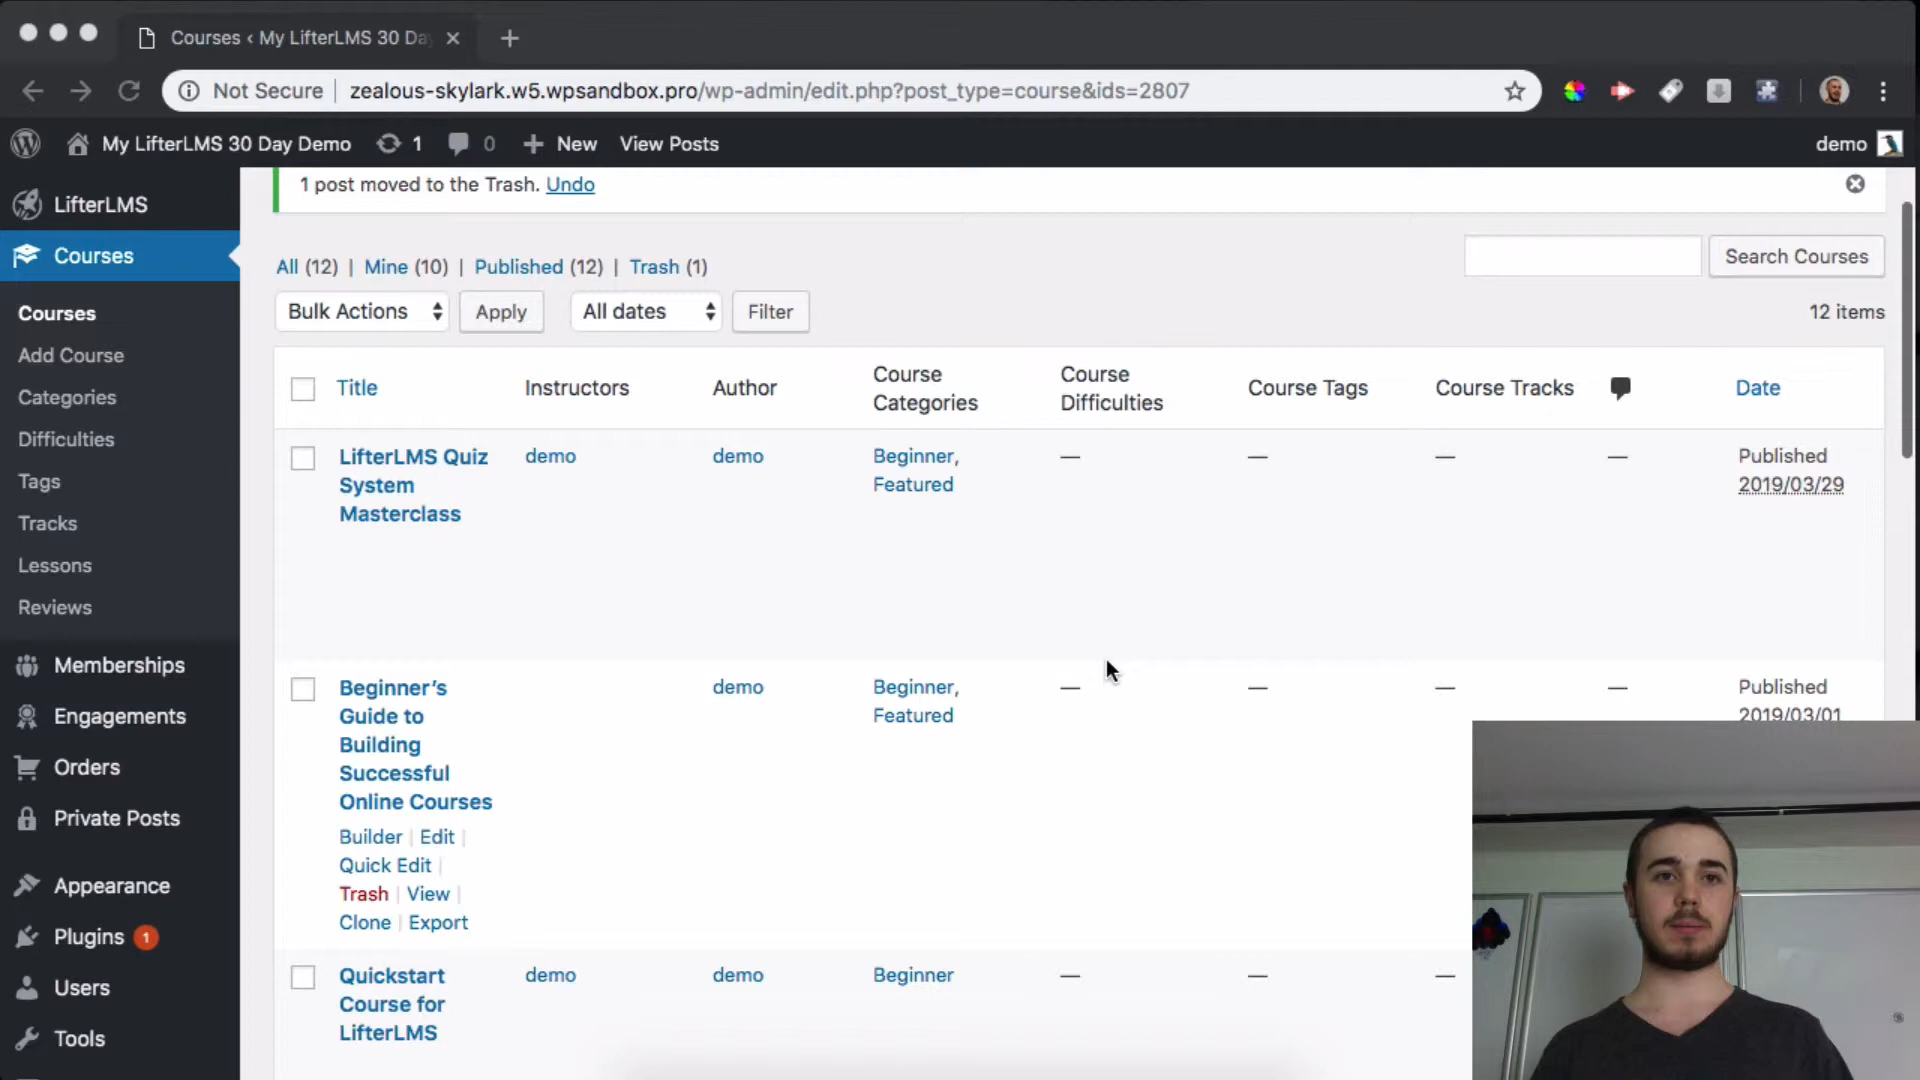 Courses ‹ My LifterLMS 30 Da
Not Secure
zealous-skylark.w5.wpsandbox.pro/wp-admin/edit.php?post_type=course&ids=2807
My LifterLMS 30 Day Demo
1
0
New
View Posts
demo
LifterLMS
Courses
Courses
Add Course
Categories
Difficulties
Tags
Tracks
Lessons
Reviews
Memberships
Engagements
Orders
Private Posts
Appearance
Plugins 1
Users
Tools
1 post moved to the Trash. Undo
All (12) | Mine (10) | Published (12) | Trash (1)
Search Courses
Bulk Actions
Apply
All dates
Filter
12 items
Title
Instructors
Author
Course
Categories
Course
Difficulties
Course Tags
Course Tracks
Date
LifterLMS Quiz
System
Masterclass
demo
demo
Beginner,
Featured
—
—
—
—
Published
2019/03/29
Beginner’s
Guide to
Building
Successful
Online Courses
Builder | Edit |
Quick Edit |
Trash | View |
Clone | Export
demo
Beginner,
Featured
—
—
—
—
Published
2019/03/01
Quickstart
Course for
LifterLMS
demo
demo
Beginner
—
—
—